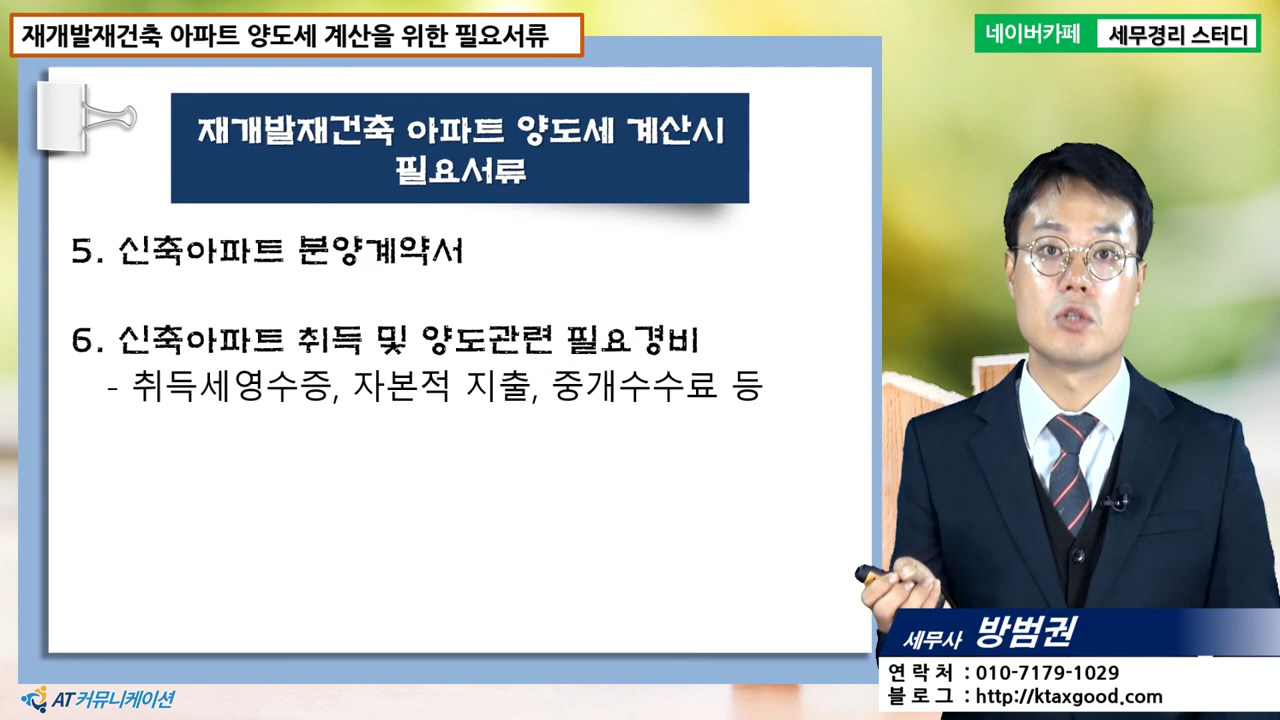 재개발재건축 아파트 양도세 계산을 위한 필요서류
네이버카페 세무경리 스터디
재개발재건축 아파트 양도세 계산시
필요서류
5. 신축아파트 분양계약서
6. 신축아파트 취득 및 양도관련 필요경비
- 취득세영수증, 자본적 지출, 중개수수료 등
세무사 방범권
연락처 : 010-7179-1029
블로그 : http://ktaxgood.com
AT커뮤니케이션